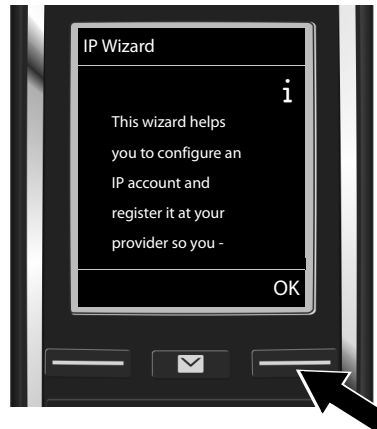 IP Wizard
i
This wizard helps
you to configure an
IP account and
register it at your
provider so you -
OK